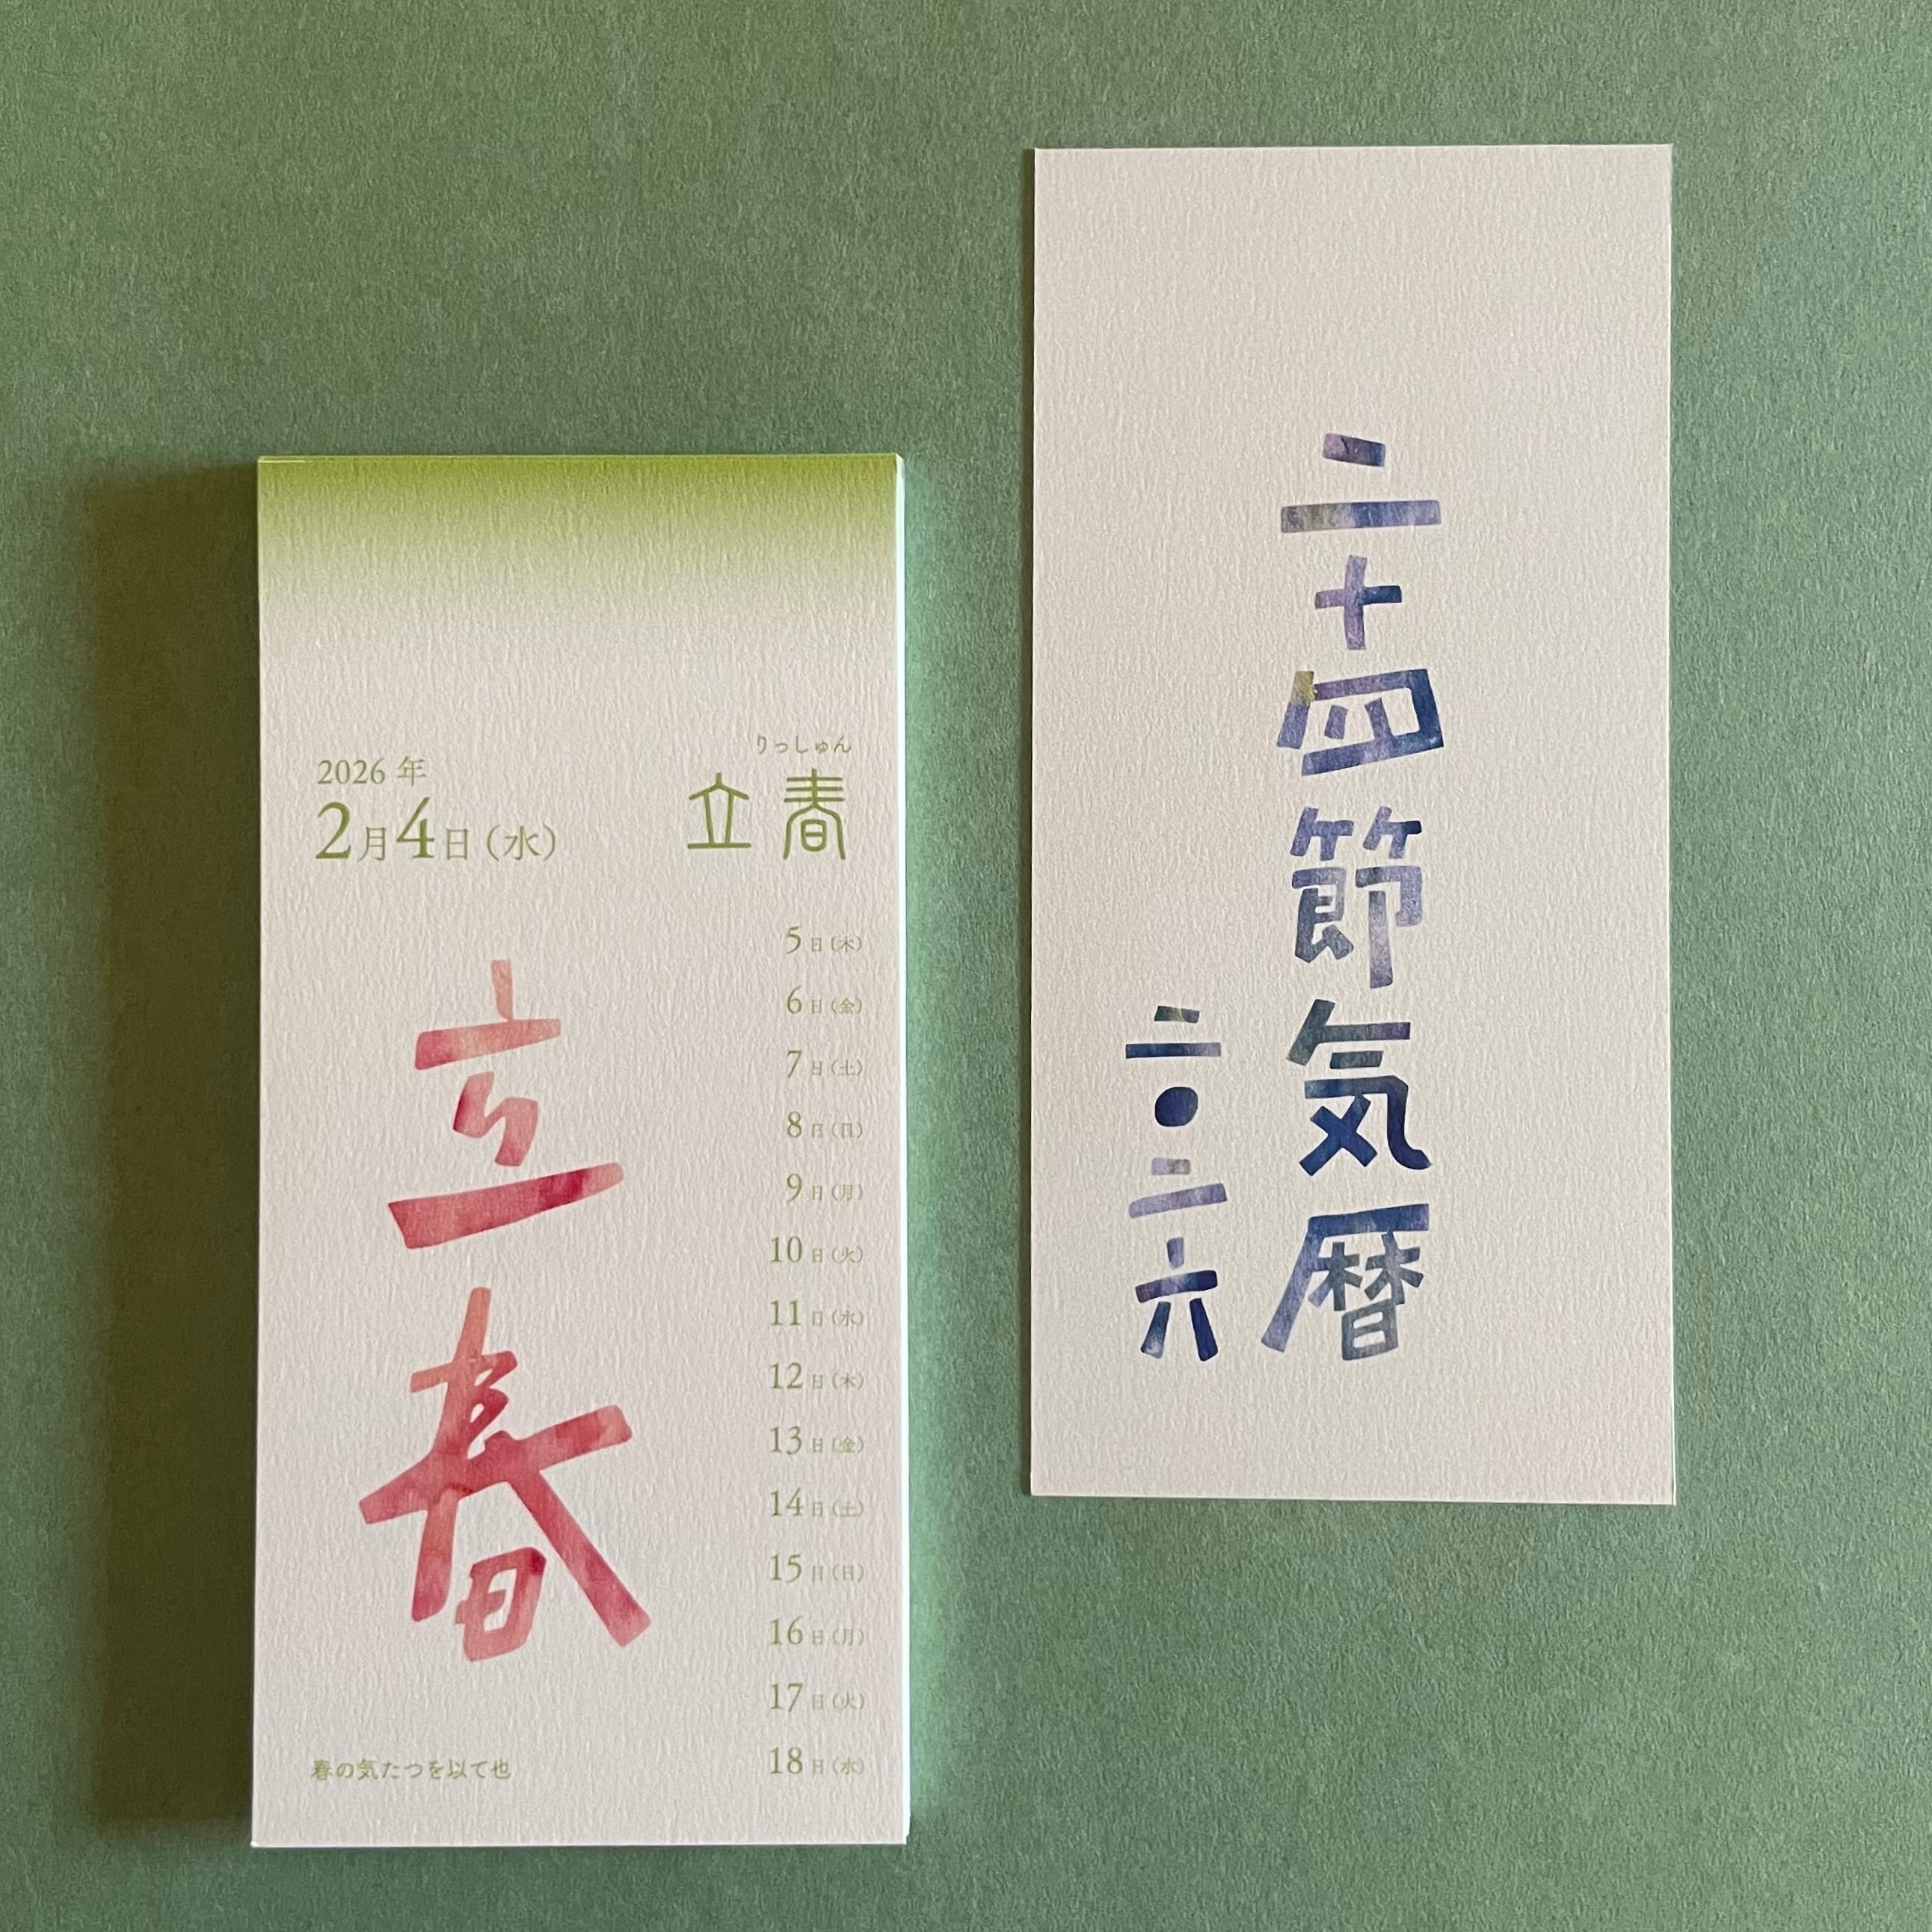 2026年
2月4日（水）
りっしゅん
立春
5日（木）
6日（金）
7日（土）
8日（日）
9日（月）
10日（火）
11日（水）
12日（木）
13日（金）
14日（土）
15日（日）
16日（月）
17日（火）
18日（水）
立春
春の気たつを以て也
二十四節気暦
二〇二六